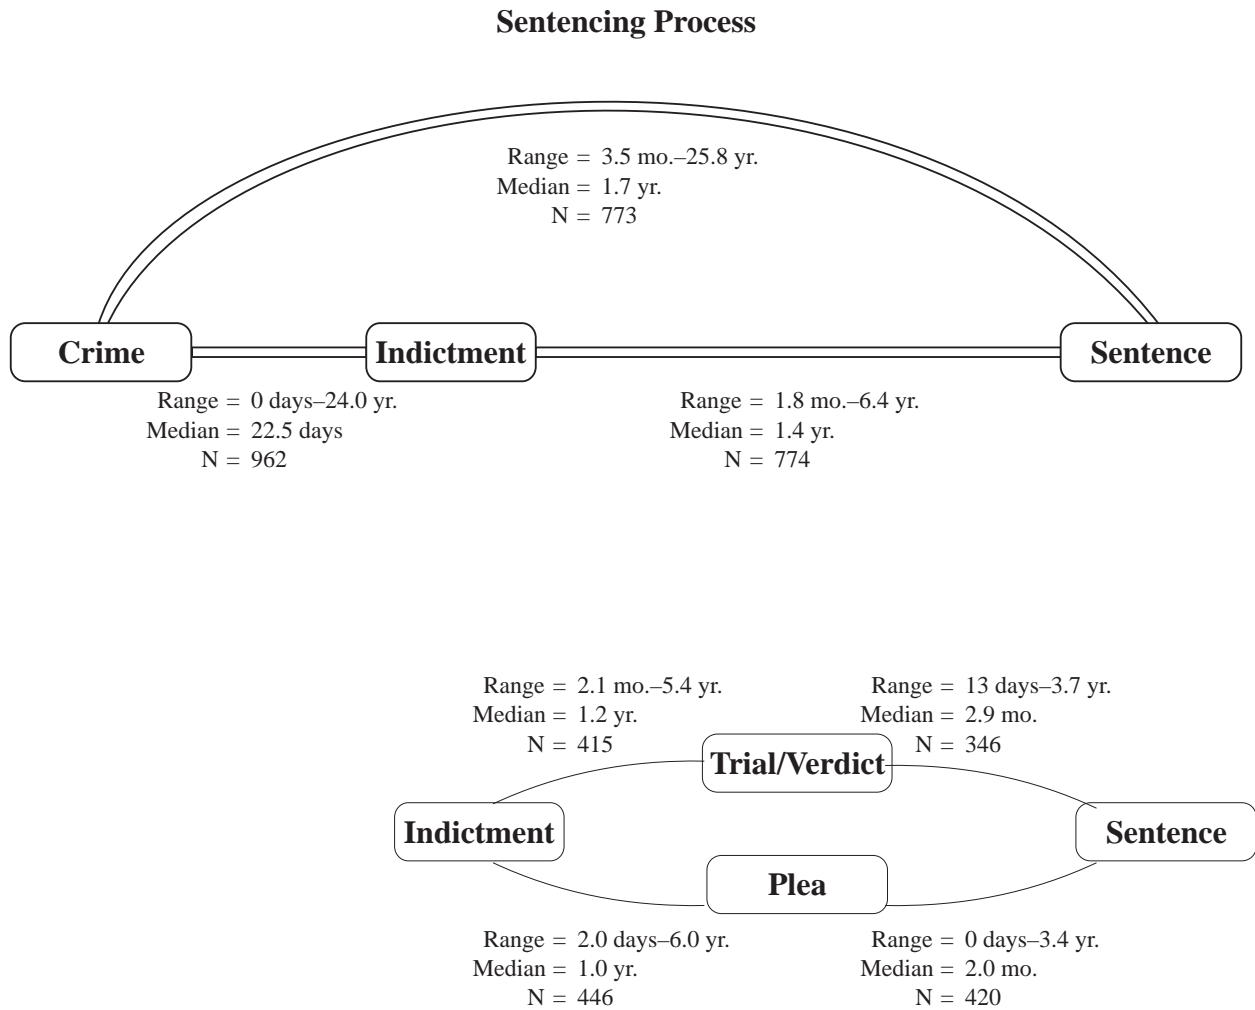 Sentencing Process
Range = 3.5 mo.–25.8 yr.
Median = 1.7 yr.
N = 773
Crime
Indictment
Sentence
Range = 0 days–24.0 yr.
Median = 22.5 days
N = 962
Range = 1.8 mo.–6.4 yr.
Median = 1.4 yr.
N = 774
Range = 2.1 mo.–5.4 yr.
Median = 1.2 yr.
N = 415
Range = 13 days–3.7 yr.
Median = 2.9 mo.
N = 346
Trial/Verdict
Indictment
Sentence
Plea
Range = 2.0 days–6.0 yr.
Median = 1.0 yr.
N = 446
Range = 0 days–3.4 yr.
Median = 2.0 mo.
N = 420